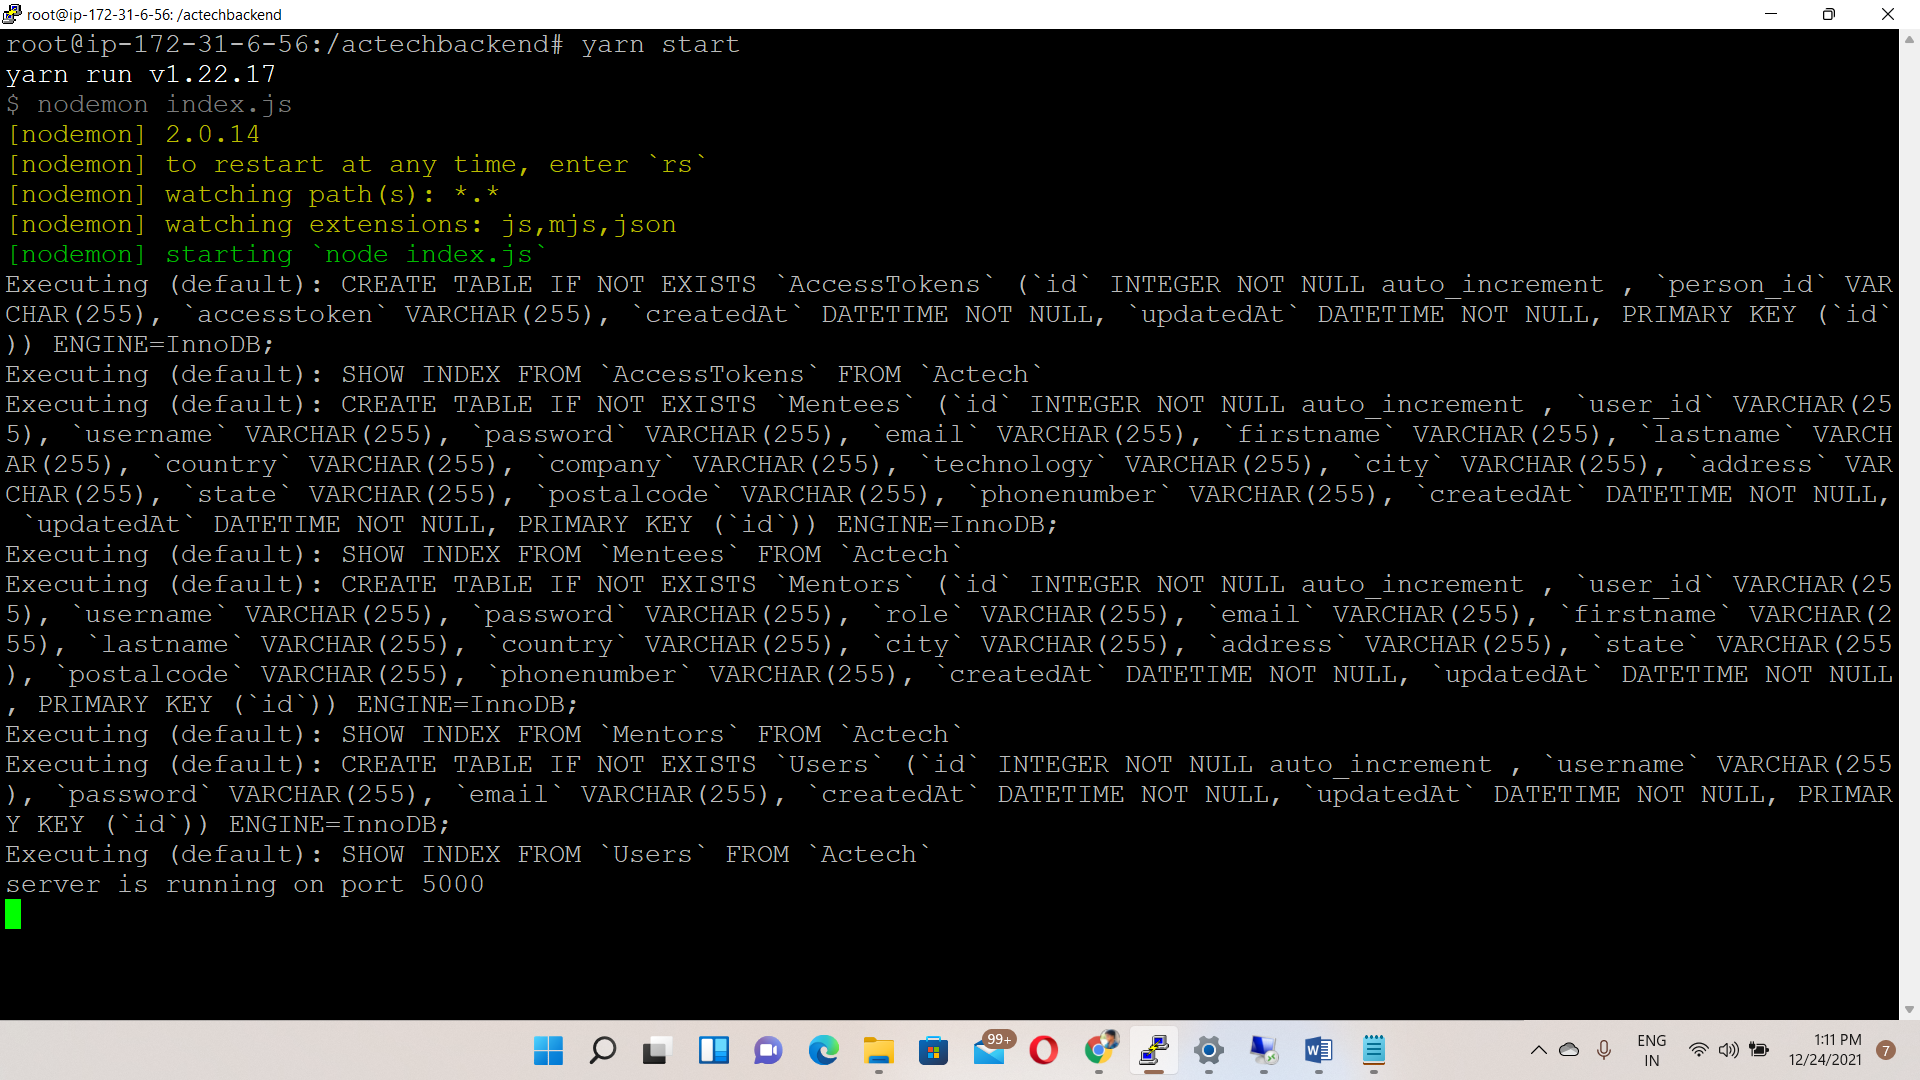 root@ip-172-31-6-56: /actechbackend
root@ip-172-31-6-56:/actechbackend# yarn start
yarn run v1.22.17
$ nodemon index.js
[nodemon] 2.0.14
[nodemon] to restart at any time, enter `rs`
[nodemon] watching path(s): *.*
[nodemon] watching extensions: js,mjs,json
[nodemon] starting `node index.js`
Executing (default): CREATE TABLE IF NOT EXISTS `AccessTokens` (`id` INTEGER NOT NULL auto_increment , `person_id` VAR
CHAR(255), `accesstoken` VARCHAR(255), `createdAt` DATETIME NOT NULL, `updatedAt` DATETIME NOT NULL, PRIMARY KEY (`id`
)) ENGINE=InnoDB;
Executing (default): SHOW INDEX FROM `AccessTokens` FROM `Actech`
Executing (default): CREATE TABLE IF NOT EXISTS `Mentees` (`id` INTEGER NOT NULL auto_increment , `user_id` VARCHAR(25
5), `username` VARCHAR(255), `password` VARCHAR(255), `email` VARCHAR(255), `firstname` VARCHAR(255), `lastname` VARCH
AR(255), `country` VARCHAR(255), `company` VARCHAR(255), `technology` VARCHAR(255), `city` VARCHAR(255), `address` VAR
CHAR(255), `state` VARCHAR(255), `postalcode` VARCHAR(255), `phonenumber` VARCHAR(255), `createdAt` DATETIME NOT NULL,
 `updatedAt` DATETIME NOT NULL, PRIMARY KEY (`id`)) ENGINE=InnoDB;
Executing (default): SHOW INDEX FROM `Mentees` FROM `Actech`
Executing (default): CREATE TABLE IF NOT EXISTS `Mentors` (`id` INTEGER NOT NULL auto_increment , `user_id` VARCHAR(25
5), `username` VARCHAR(255), `password` VARCHAR(255), `role` VARCHAR(255), `email` VARCHAR(255), `firstname` VARCHAR(2
55), `lastname` VARCHAR(255), `country` VARCHAR(255), `city` VARCHAR(255), `address` VARCHAR(255), `state` VARCHAR(255
), `postalcode` VARCHAR(255), `phonenumber` VARCHAR(255), `createdAt` DATETIME NOT NULL, `updatedAt` DATETIME NOT NULL
, PRIMARY KEY (`id`)) ENGINE=InnoDB;
Executing (default): SHOW INDEX FROM `Mentors` FROM `Actech`
Executing (default): CREATE TABLE IF NOT EXISTS `Users` (`id` INTEGER NOT NULL auto_increment , `username` VARCHAR(255
), `password` VARCHAR(255), `email` VARCHAR(255), `createdAt` DATETIME NOT NULL, `updatedAt` DATETIME NOT NULL, PRIMAR
Y KEY (`id`)) ENGINE=InnoDB;
Executing (default): SHOW INDEX FROM `Users` FROM `Actech`
server is running on port 5000
99+
ENG
IN
1:11 PM
12/24/2021
7